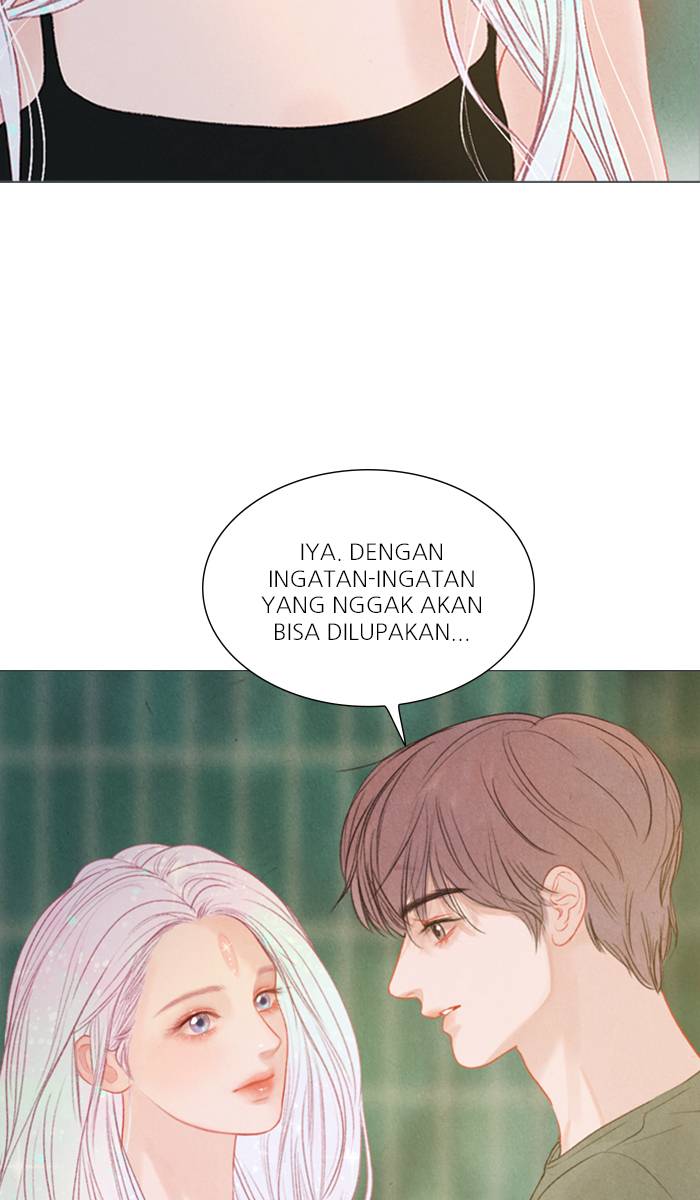 IYA. DENGAN
INGATAN-INGATAN
YANG NGGAK AKAN
BISA DILUPAKAN...